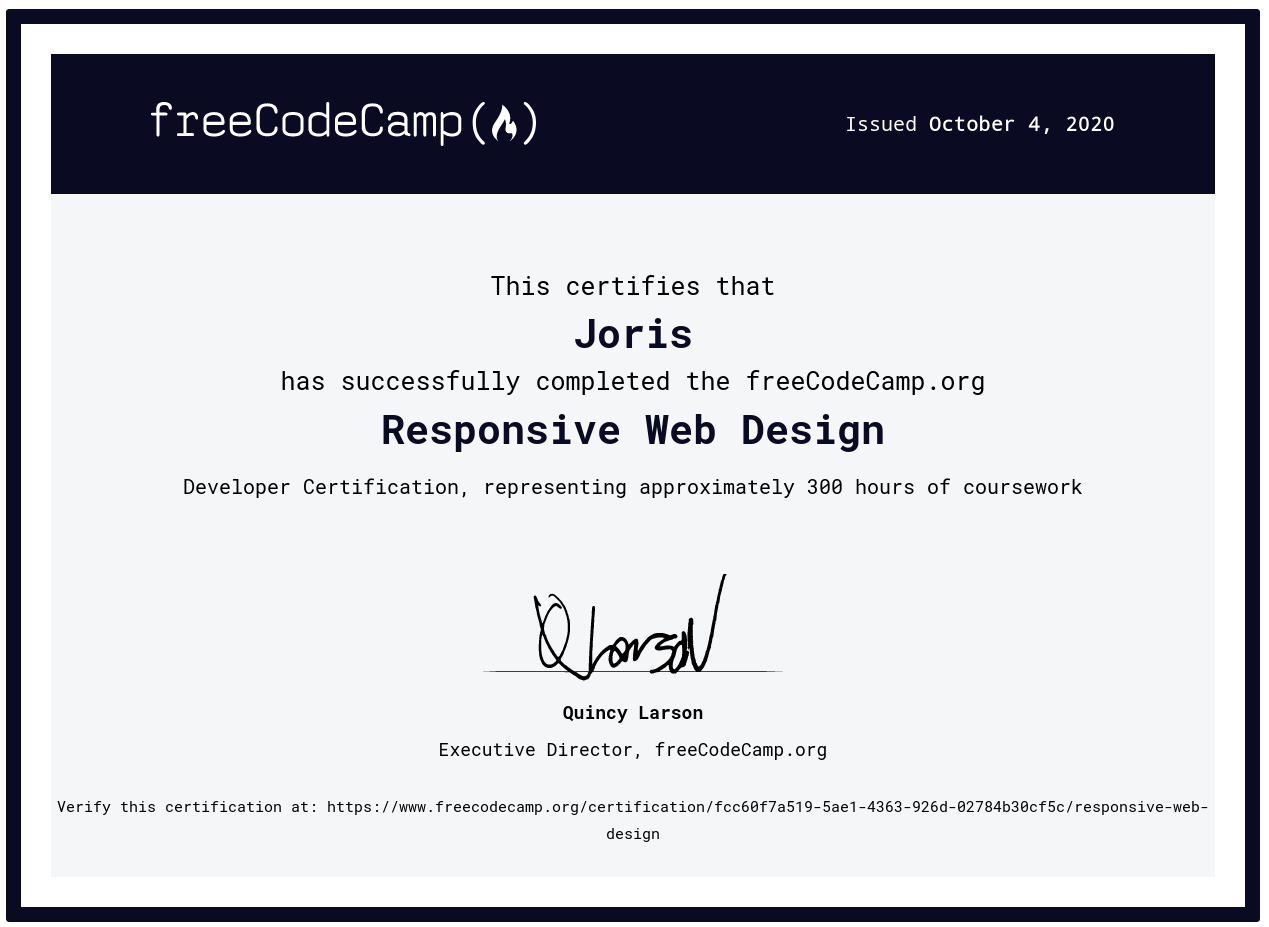 freeCodeCamp(🔥)
Issued October 4, 2020
This certifies that
Joris
has successfully completed the freeCodeCamp.org
Responsive Web Design
Developer Certification, representing approximately 300 hours of coursework
QLarson
Quincy Larson
Executive Director, freeCodeCamp.org
Verify this certification at: https://www.freecodecamp.org/certification/fcc60f7a519-5ae1-4363-926d-02784b30cf5c/responsive-web-
design